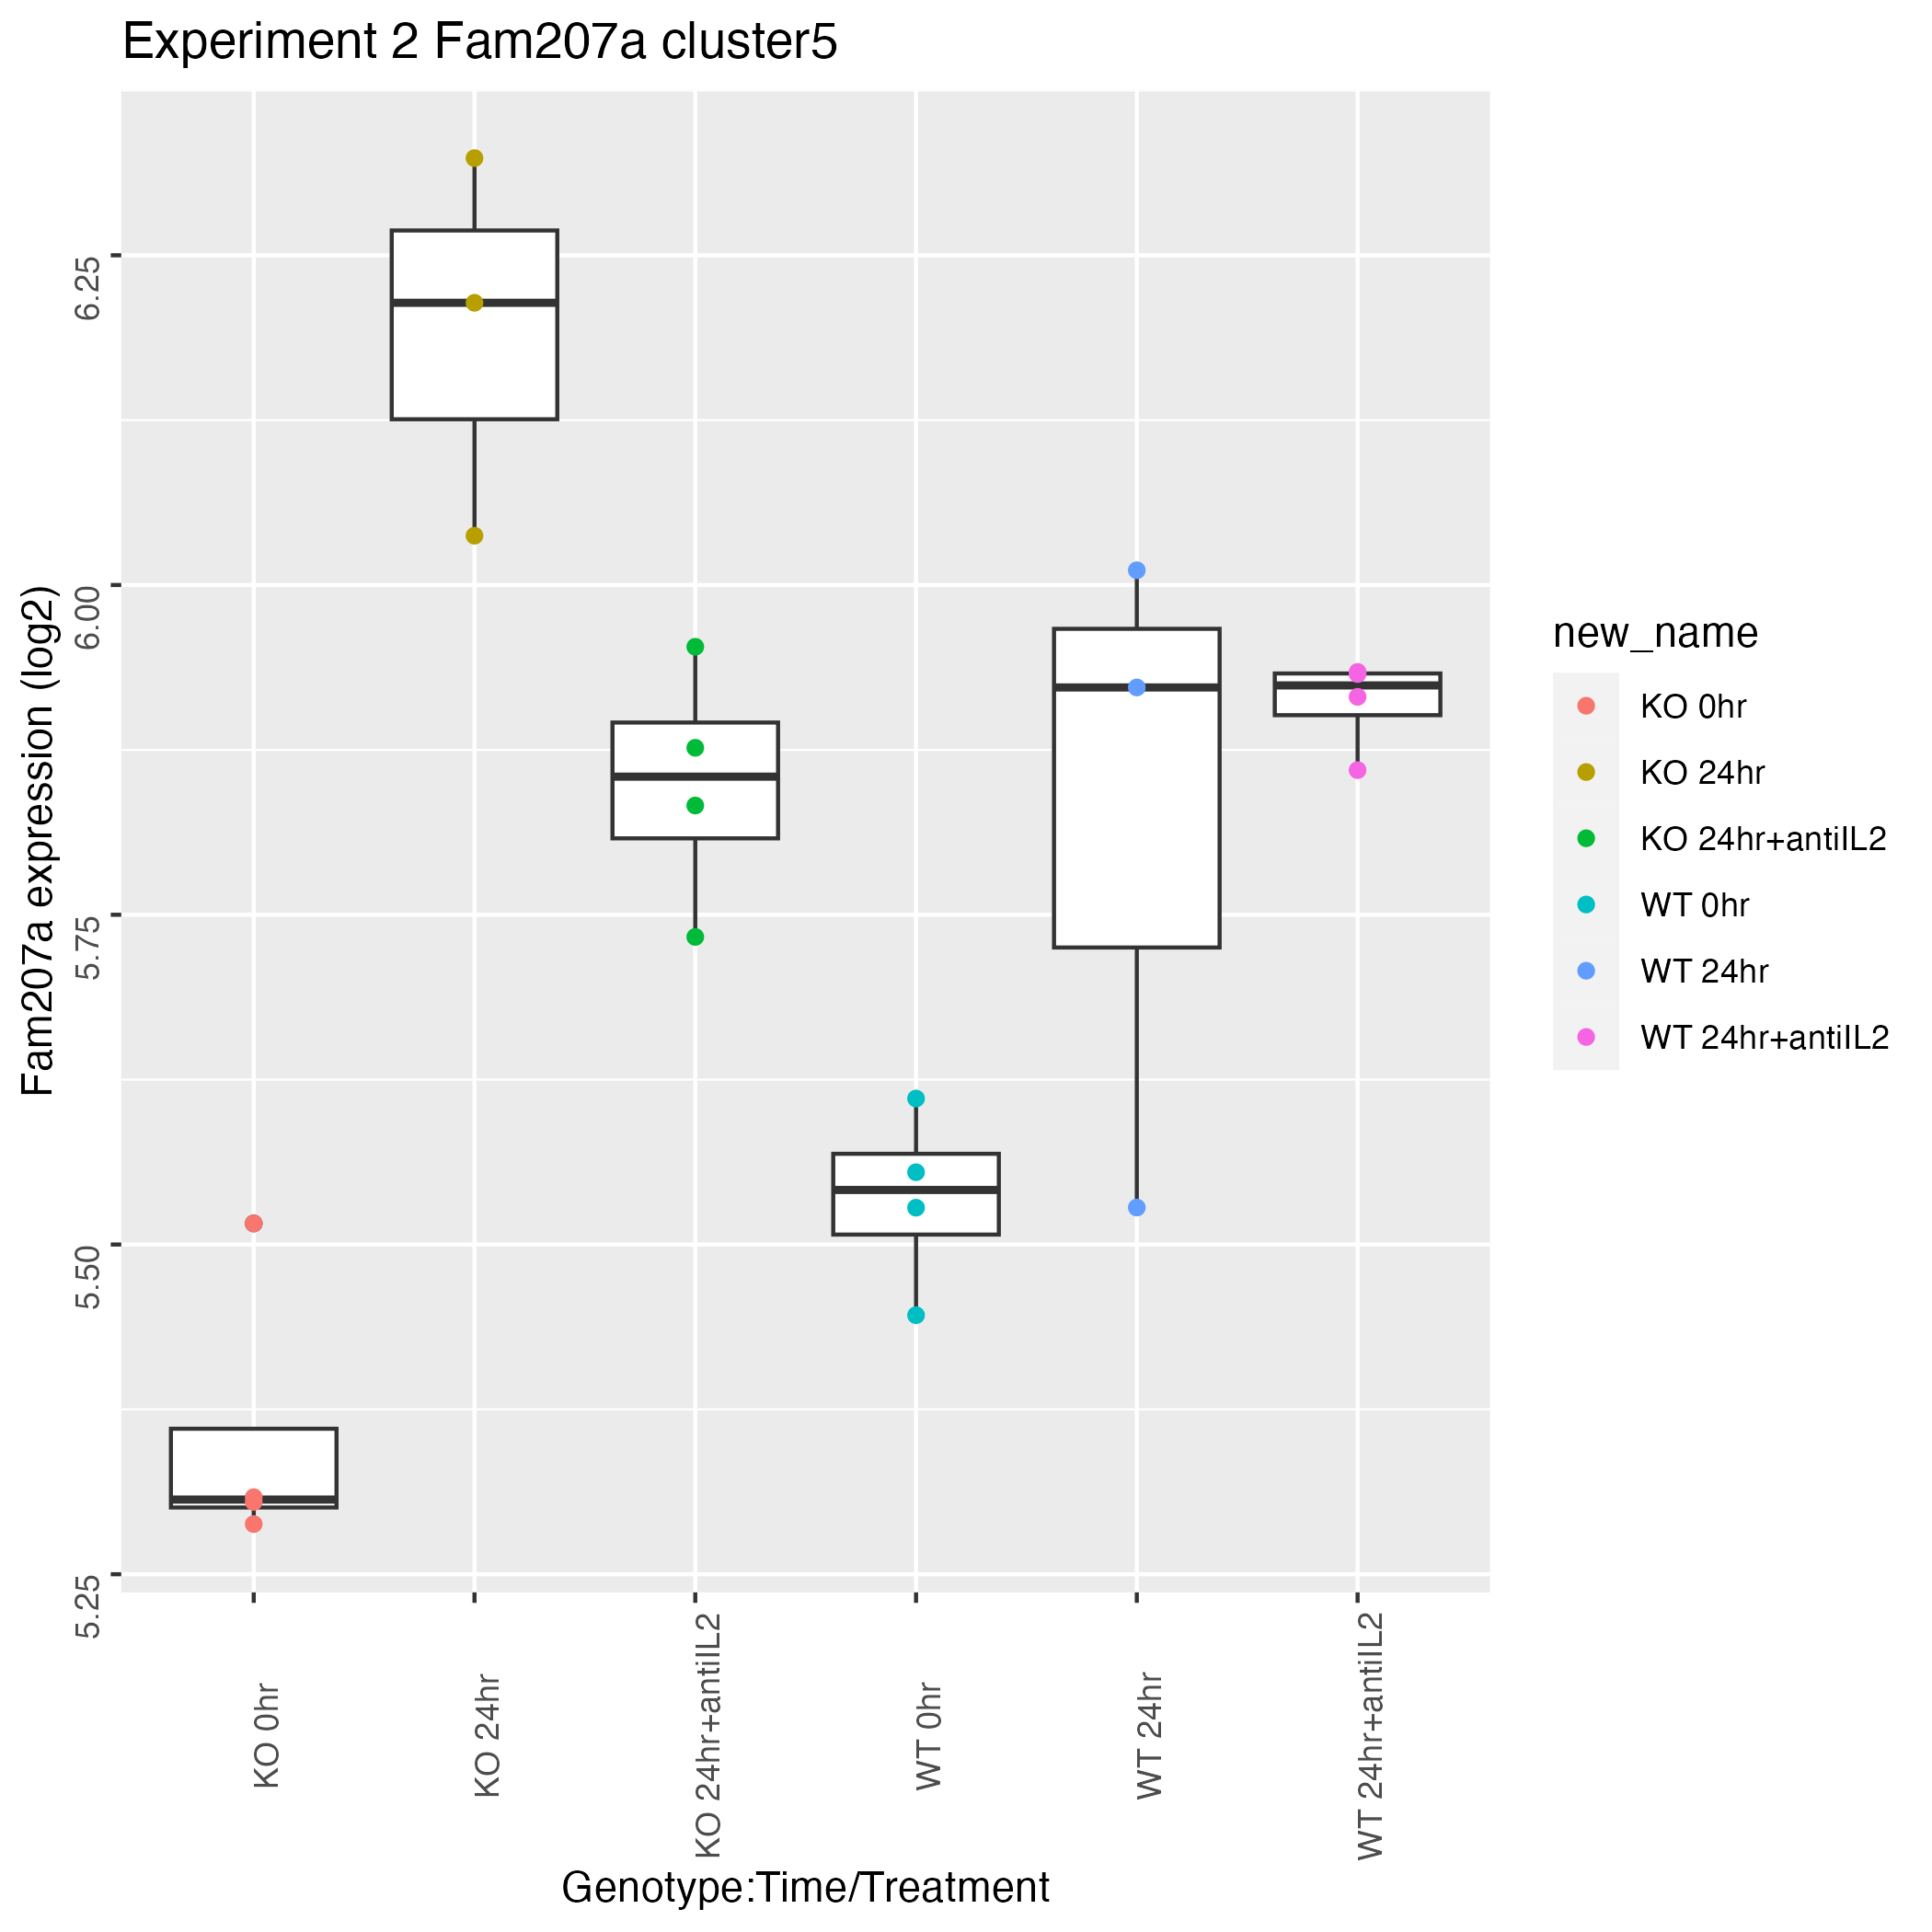 Experiment 2 Fam207a cluster5
Fam207a expression (log2)
6.25
6.00
5.75
5.50
5.25
KO 0hr
KO 24hr
KO 24hr+antiIL2
WT 0hr
WT 24hr
WT 24hr+antiIL2
Genotype:Time/Treatment
new_name
KO 0hr
KO 24hr
KO 24hr+antiIL2
WT 0hr
WT 24hr
WT 24hr+antiIL2